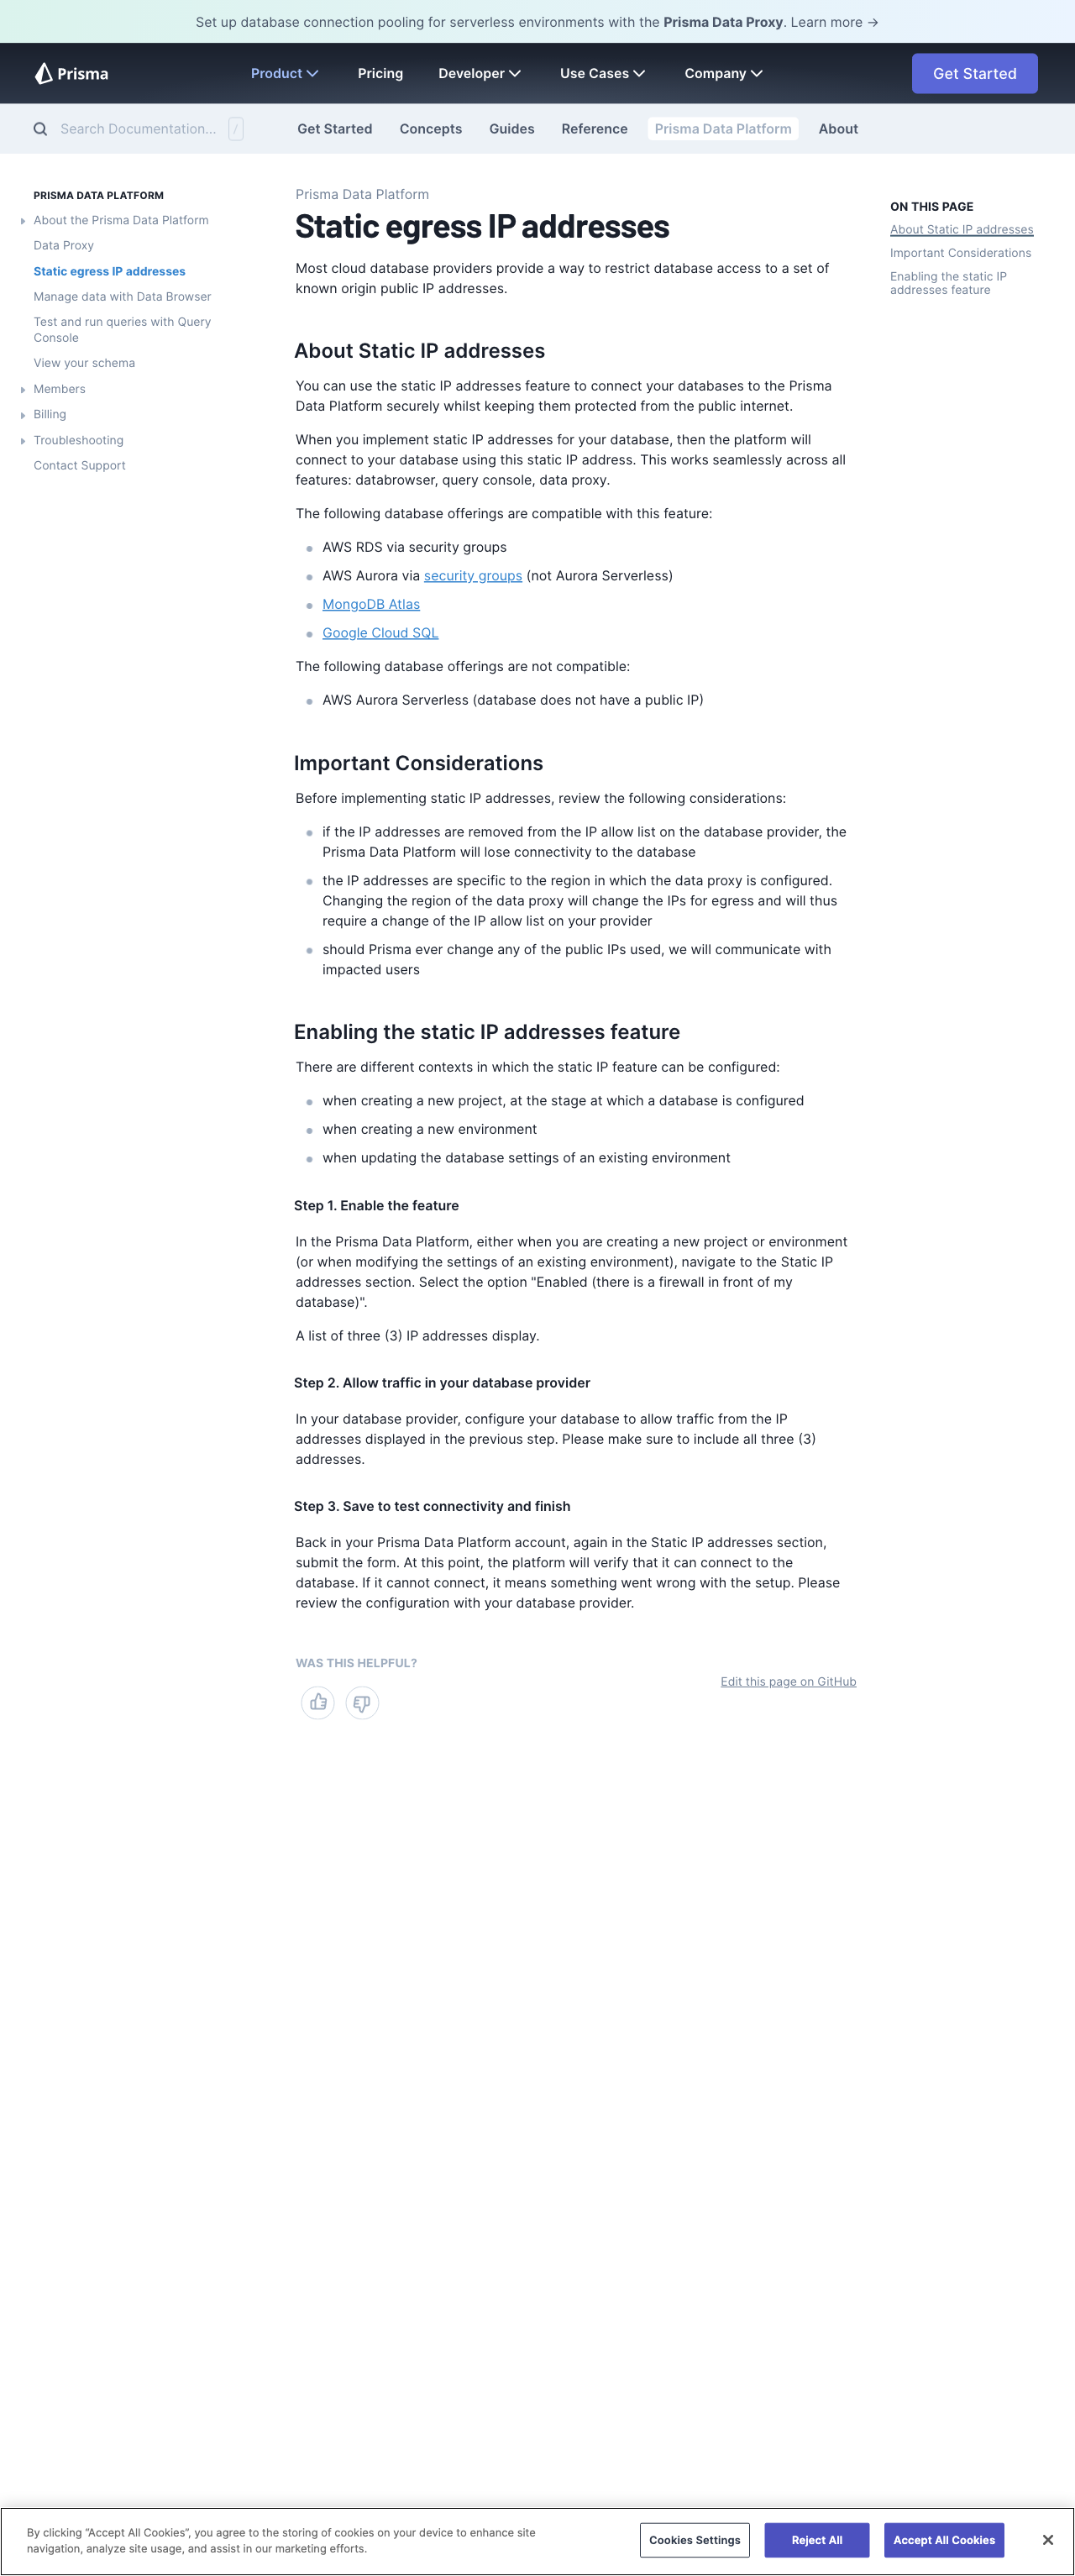 Set up database connection pooling for serverless environments with the Prisma Data Proxy. Learn more →
Prisma
Product
Pricing
Developer
Use Cases
Company
Get Started
Search Documentation...
/
Get Started
Concepts
Guides
Reference
Prisma Data Platform
About
PRISMA DATA PLATFORM
About the Prisma Data Platform
Data Proxy
Static egress IP addresses
Manage data with Data Browser
Test and run queries with Query
Console
View your schema
Members
Billing
Troubleshooting
Contact Support
Prisma Data Platform
Static egress IP addresses
Most cloud database providers provide a way to restrict database access to a set of
known origin public IP addresses.
About Static IP addresses
You can use the static IP addresses feature to connect your databases to the Prisma
Data Platform securely whilst keeping them protected from the public internet.
When you implement static IP addresses for your database, then the platform will
connect to your database using this static IP address. This works seamlessly across all
features: databrowser, query console, data proxy.
The following database offerings are compatible with this feature:
AWS RDS via security groups
AWS Aurora via security groups (not Aurora Serverless)
MongoDB Atlas
Google Cloud SQL
The following database offerings are not compatible:
AWS Aurora Serverless (database does not have a public IP)
Important Considerations
Before implementing static IP addresses, review the following considerations:
if the IP addresses are removed from the IP allow list on the database provider, the
Prisma Data Platform will lose connectivity to the database
the IP addresses are specific to the region in which the data proxy is configured.
Changing the region of the data proxy will change the IPs for egress and will thus
require a change of the IP allow list on your provider
should Prisma ever change any of the public IPs used, we will communicate with
impacted users
Enabling the static IP addresses feature
There are different contexts in which the static IP feature can be configured:
when creating a new project, at the stage at which a database is configured
when creating a new environment
when updating the database settings of an existing environment
Step 1. Enable the feature
In the Prisma Data Platform, either when you are creating a new project or environment
(or when modifying the settings of an existing environment), navigate to the Static IP
addresses section. Select the option "Enabled (there is a firewall in front of my
database)".
A list of three (3) IP addresses display.
Step 2. Allow traffic in your database provider
In your database provider, configure your database to allow traffic from the IP
addresses displayed in the previous step. Please make sure to include all three (3)
addresses.
Step 3. Save to test connectivity and finish
Back in your Prisma Data Platform account, again in the Static IP addresses section,
submit the form. At this point, the platform will verify that it can connect to the
database. If it cannot connect, it means something went wrong with the setup. Please
review the configuration with your database provider.
WAS THIS HELPFUL?
Edit this page on GitHub
ON THIS PAGE
About Static IP addresses
Important Considerations
Enabling the static IP
addresses feature
By clicking “Accept All Cookies”, you agree to the storing of cookies on your device to enhance site
navigation, analyze site usage, and assist in our marketing efforts.
Cookies Settings
Reject All
Accept All Cookies